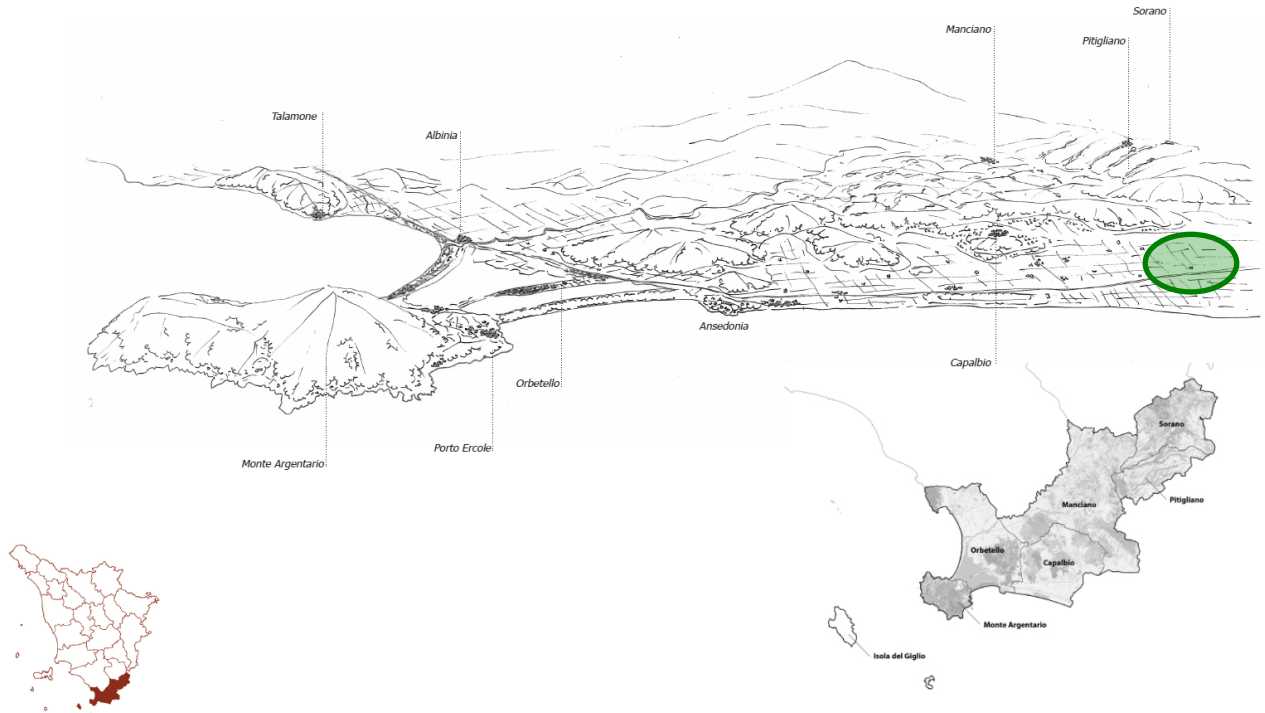 Sorano
Manciano
Pitigliano
Talamone
Albinia
Ansedonia
Capalbio
Orbetello
Porto Ercole
Monte Argentario
Sorano
Pitigliano
Manciano
Orbetello
Capalbio
Monte Argentario
Isola del Giglio